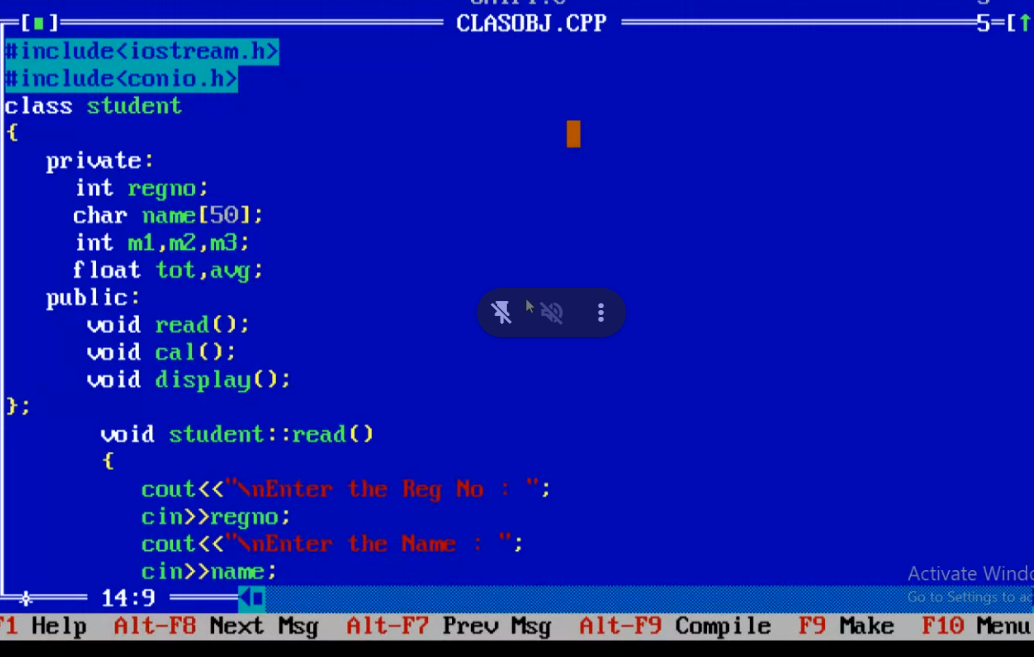 CLASOBJ.CPP 5=[↑
#include<iostream.h>
#include<conio.h>
class student
{
private:
int regno;
char name[50];
int m1,m2,m3;
float tot,avg;
public:
void read();
void cal();
void display();
};
void student::read()
{
cout<<"\nEnter the Reg No : ";
cin>>regno;
cout<<"\nEnter the Name : ";
cin>>name;
14:9
Activate Windo
Go to Settings to ac
F1 Help Alt-F8 Next Msg Alt-F7 Prev Msg Alt-F9 Compile F9 Make F10 Menu